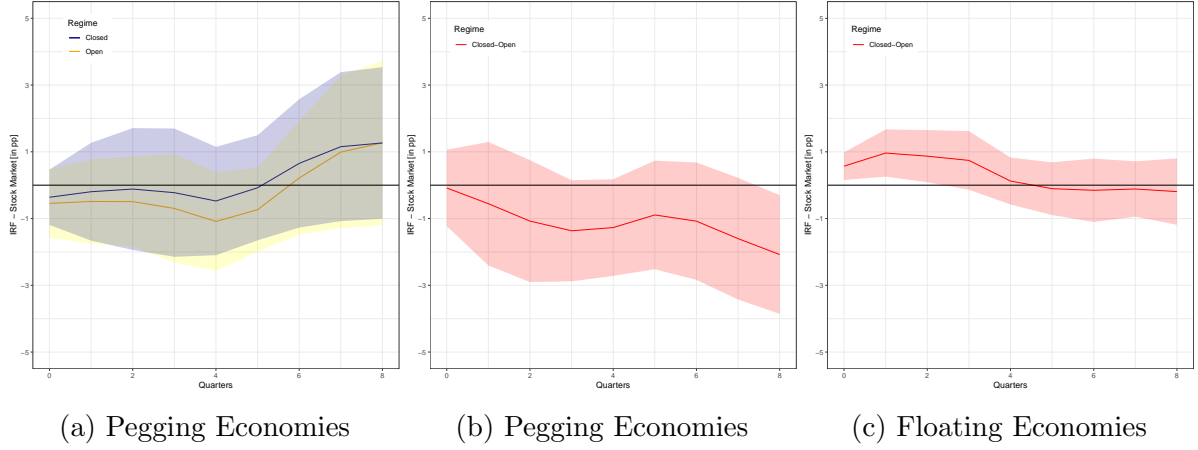 Regime
Closed
Open
5
3
1
−1
−3
−5
IRF − Stock Market [in pp]
0
2
4
6
8
Quarters
(a) Pegging Economies
Regime
Closed−Open
5
3
1
−1
−3
−5
IRF − Stock Market [in pp]
0
2
4
6
8
Quarters
(b) Pegging Economies
Regime
Closed−Open
5
3
1
−1
−3
−5
IRF − Stock Market [in pp]
0
2
4
6
8
Quarters
(c) Floating Economies